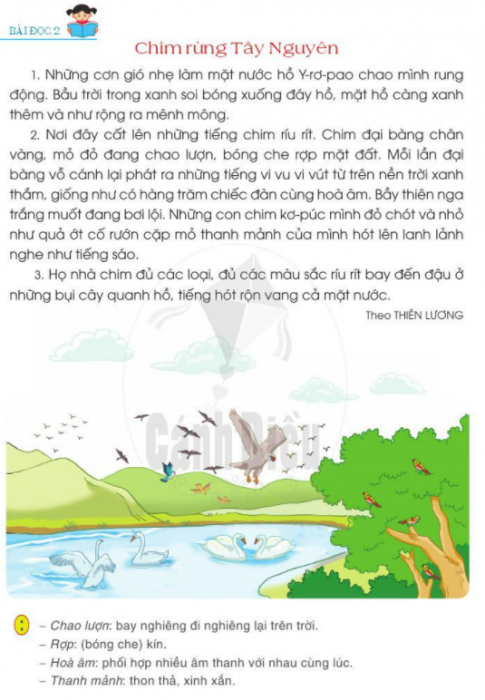 BÀI ĐỌC 2
Chim rừng Tây Nguyên
1. Những cơn gió nhẹ làm mặt nước hồ Y-rơ-pao chao mình rung
động. Bầu trời trong xanh soi bóng xuống đáy hồ, mặt hồ càng xanh
thêm và như rộng ra mênh mông.
2. Nơi đây cất lên những tiếng chim ríu rít. Chim đại bàng chân
vàng, mỏ đỏ đang chao lượn, bóng che rợp mặt đất. Mỗi lần đại
bàng vỗ cánh lại phát ra những tiếng vi vu vi vút từ trên nền trời xanh
thẳm, giống như có hàng trăm chiếc đàn cùng hoà âm. Bầy thiên nga
trắng muốt đang bơi lội. Những con chim kơ-púc mình đỏ chót và nhỏ
như quả ớt cố rướn cặp mỏ thanh mảnh của mình hót lên lanh lảnh
nghe như tiếng sáo.
3. Họ nhà chim đủ các loại, đủ các màu sắc ríu rít bay đến đậu ở
những bụi cây quanh hồ, tiếng hót rộn vang cả mặt nước.
Theo THIÊN LƯƠNG
Cánh Diều
– Chao lượn: bay nghiêng đi nghiêng lại trên trời.
– Rợp: (bóng che) kín.
– Hoà âm: phối hợp nhiều âm thanh với nhau cùng lúc.
– Thanh mảnh: thon thả, xinh xắn.